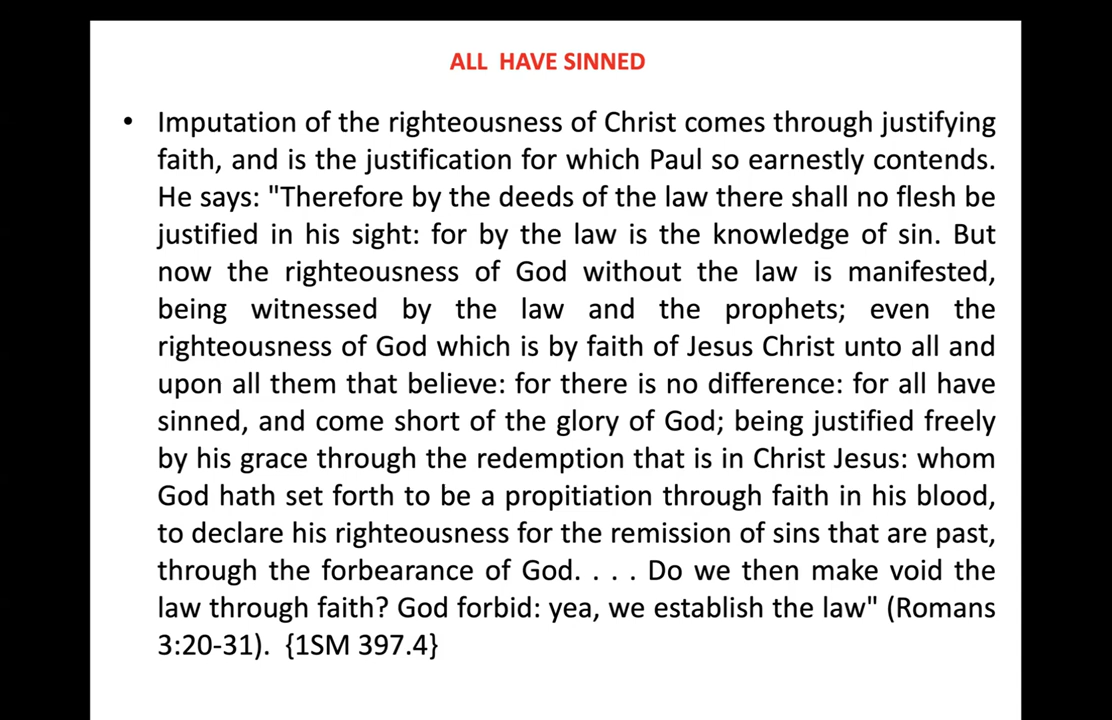 ALL HAVE SINNED
• Imputation of the righteousness of Christ comes through justifying
faith, and is the justification for which Paul so earnestly contends.
He says: "Therefore by the deeds of the law there shall no flesh be
justified in his sight: for by the law is the knowledge of sin. But
now the righteousness of God without the law is manifested,
being witnessed by the law and the prophets; even the
righteousness of God which is by faith of Jesus Christ unto all and
upon all them that believe: for there is no difference: for all have
sinned, and come short of the glory of God; being justified freely
by his grace through the redemption that is in Christ Jesus: whom
God hath set forth to be a propitiation through faith in his blood,
to declare his righteousness for the remission of sins that are past,
through the forbearance of God. . . . Do we then make void the
law through faith? God forbid: yea, we establish the law" (Romans
3:20-31). {1SM 397.4}